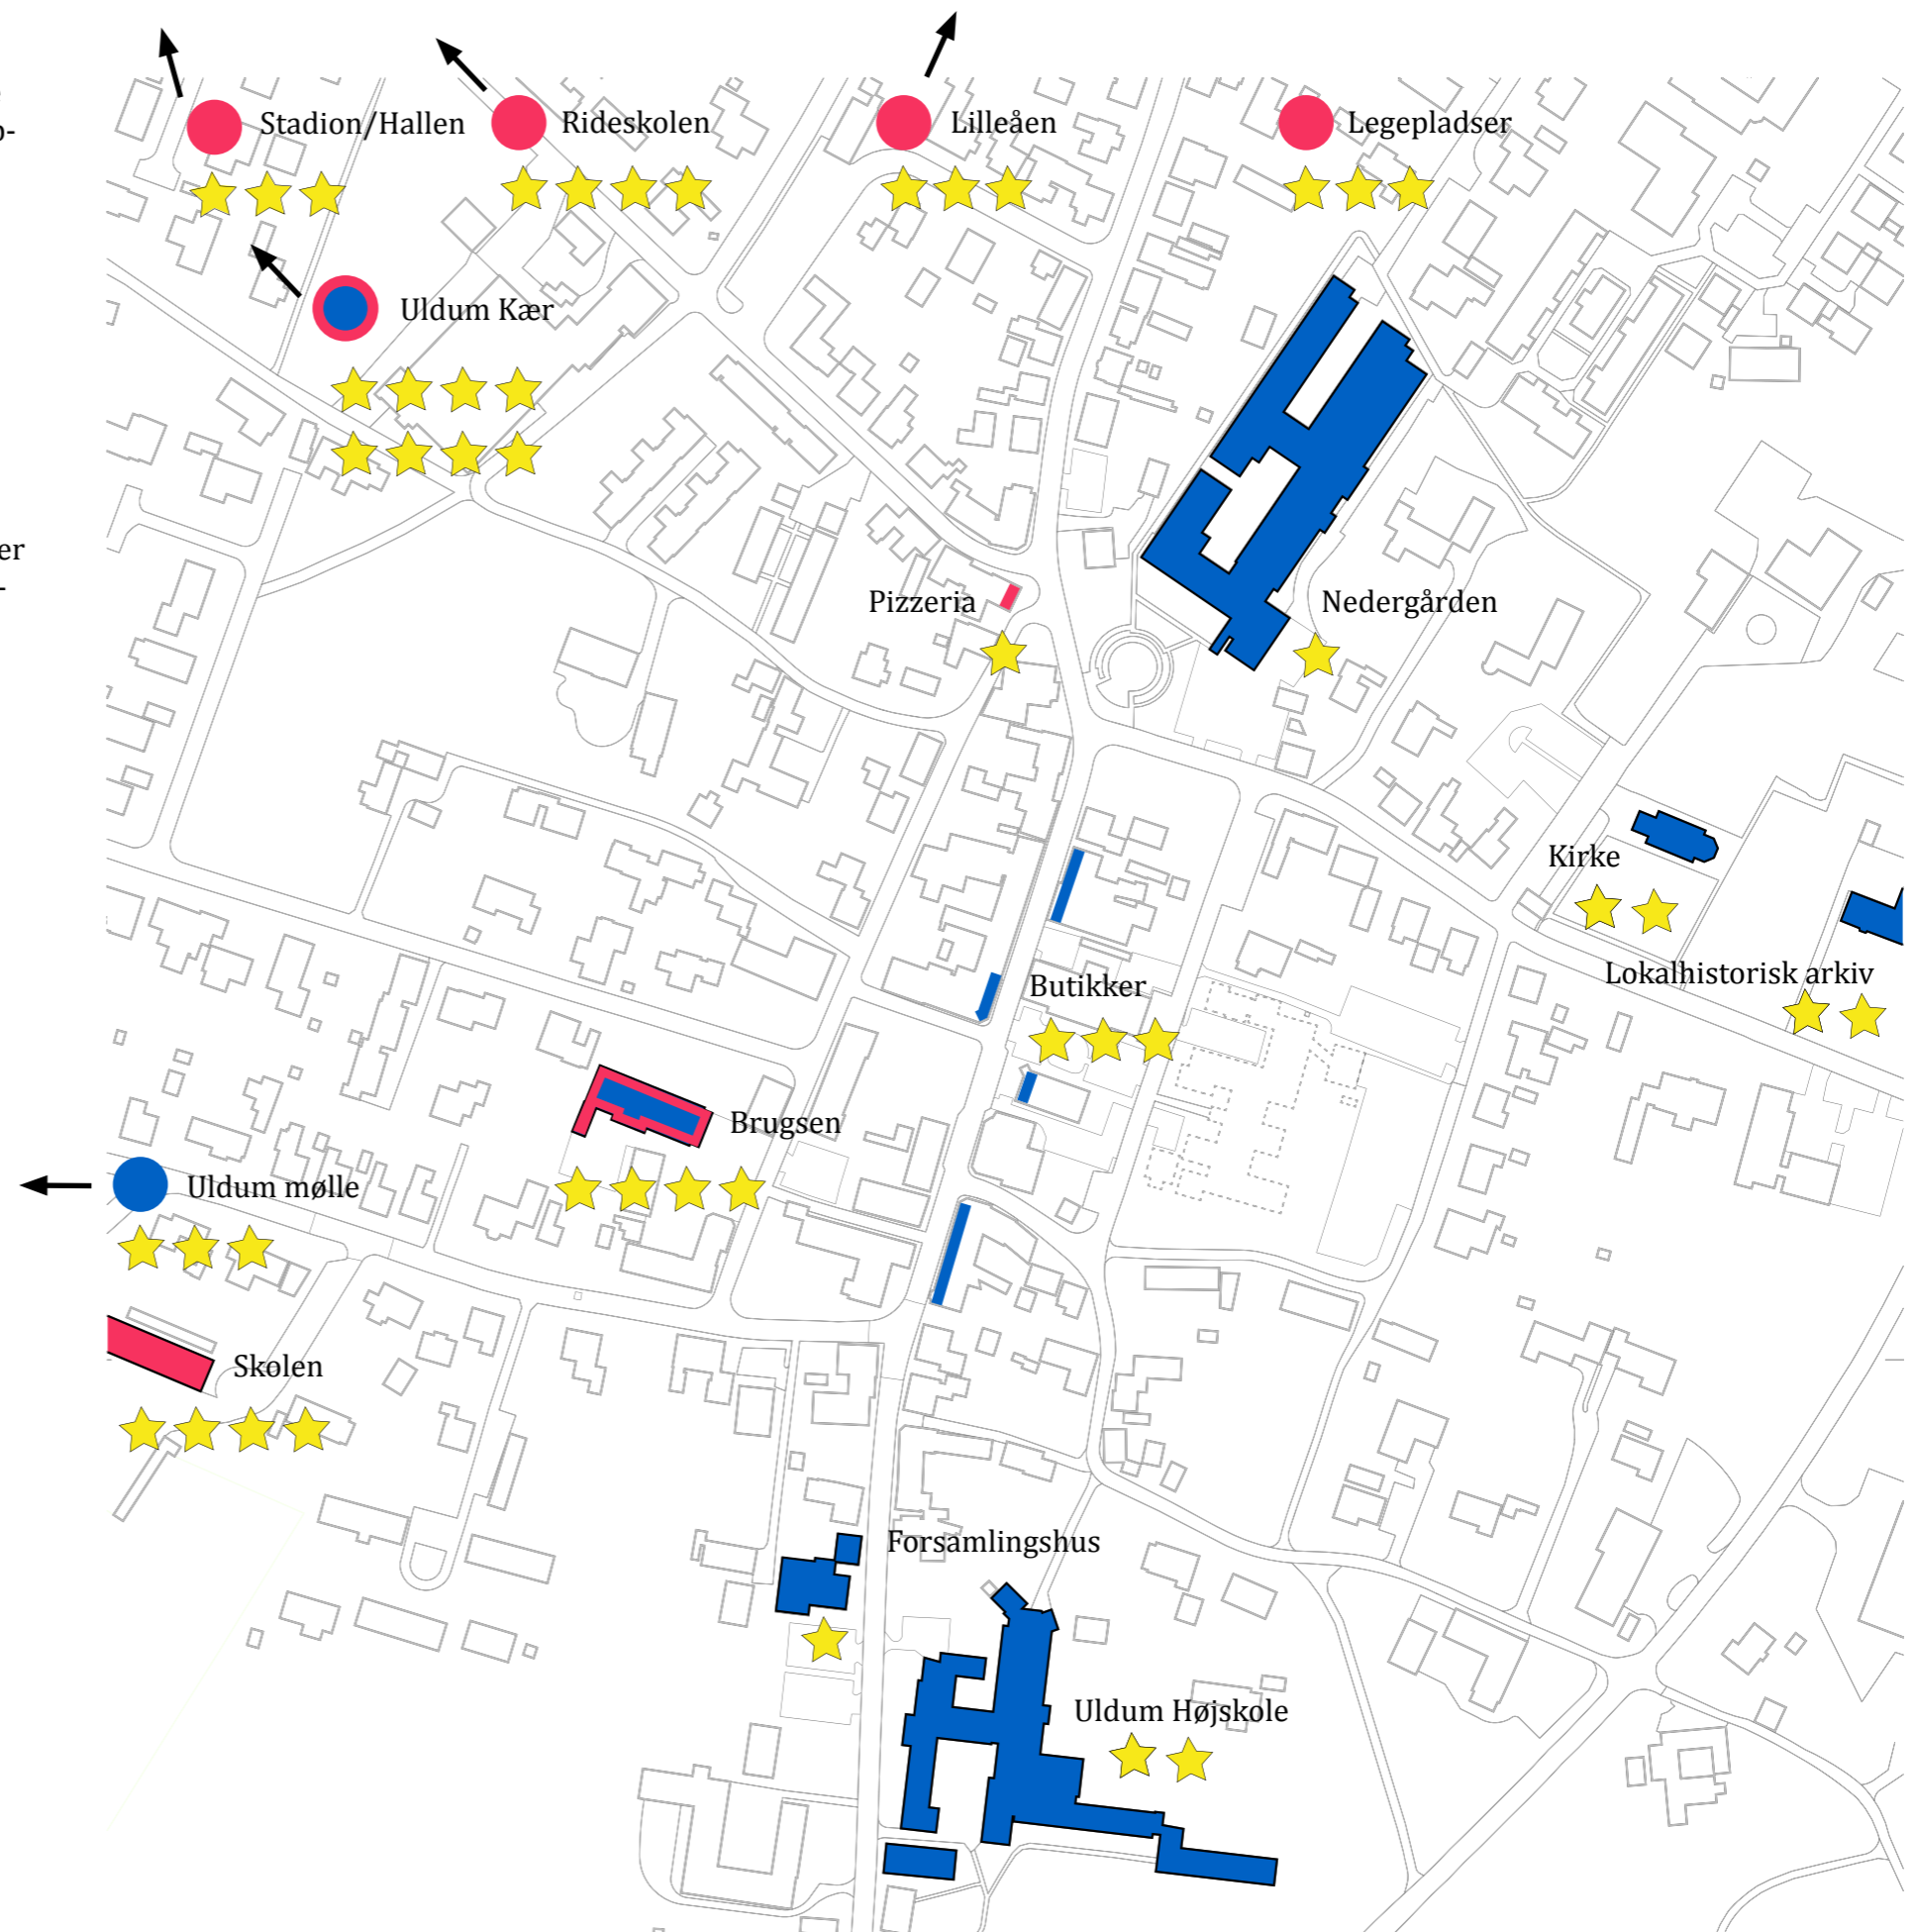 Stadion/Hallen
Rideskolen
Lilleåen
Legepladser
Uldum Kær
er
Pizzeria
Nedergården
Kirke
Lokalhistorisk arkiv
Butikker
Brugsen
Uldum mølle
Skolen
Forsamlingshus
Uldum Højskole